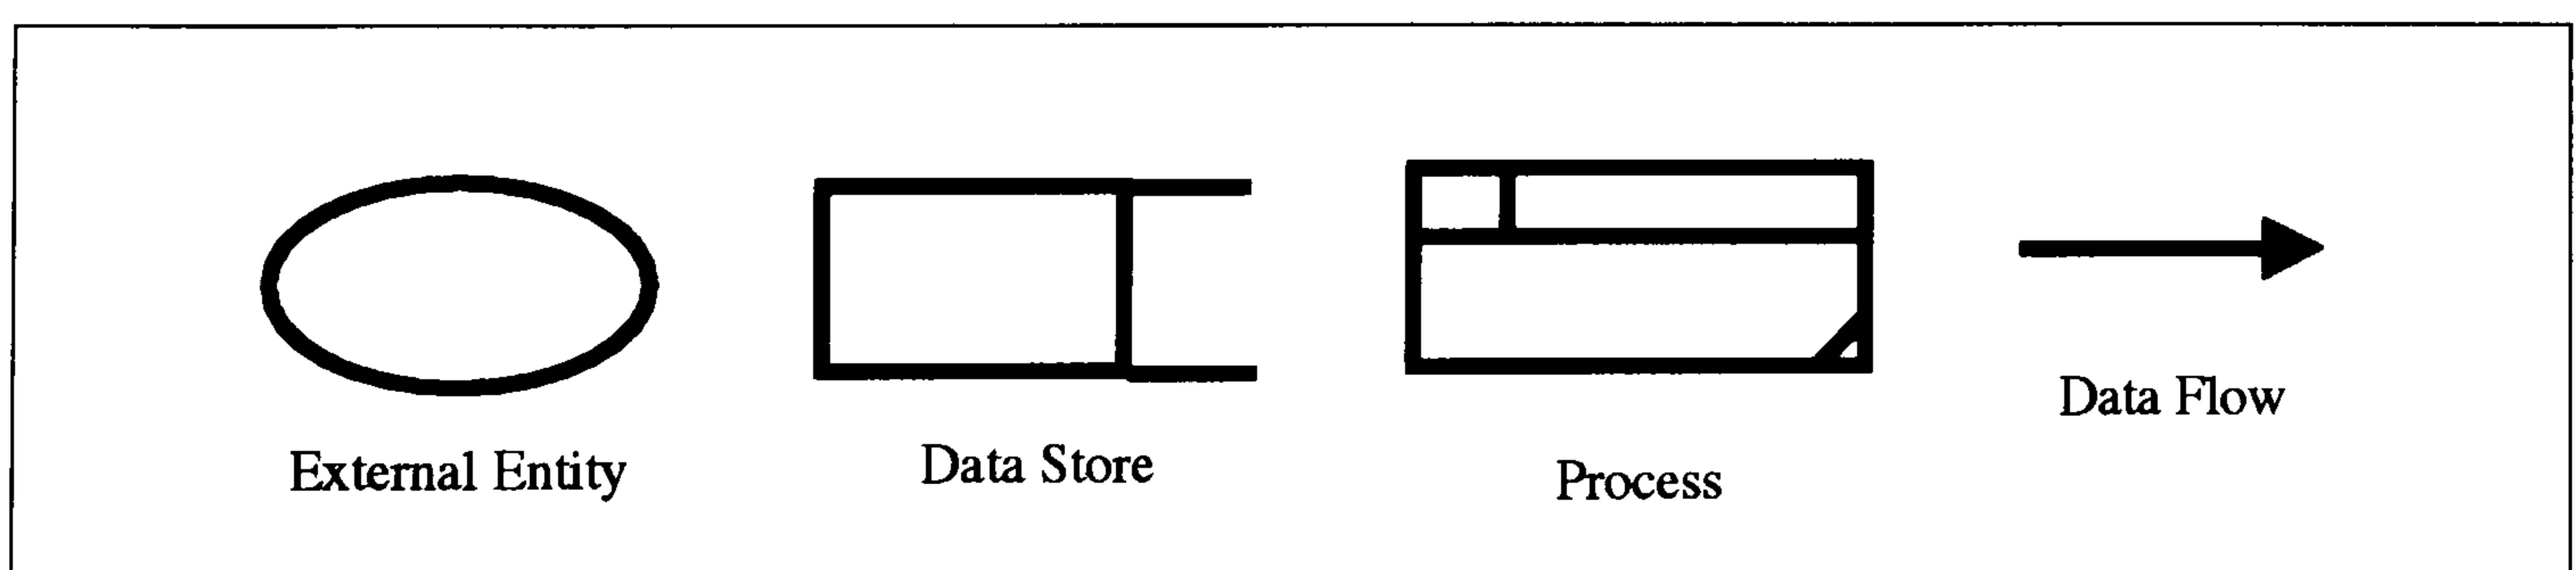 External Entity
Data Store
Process
Data Flow